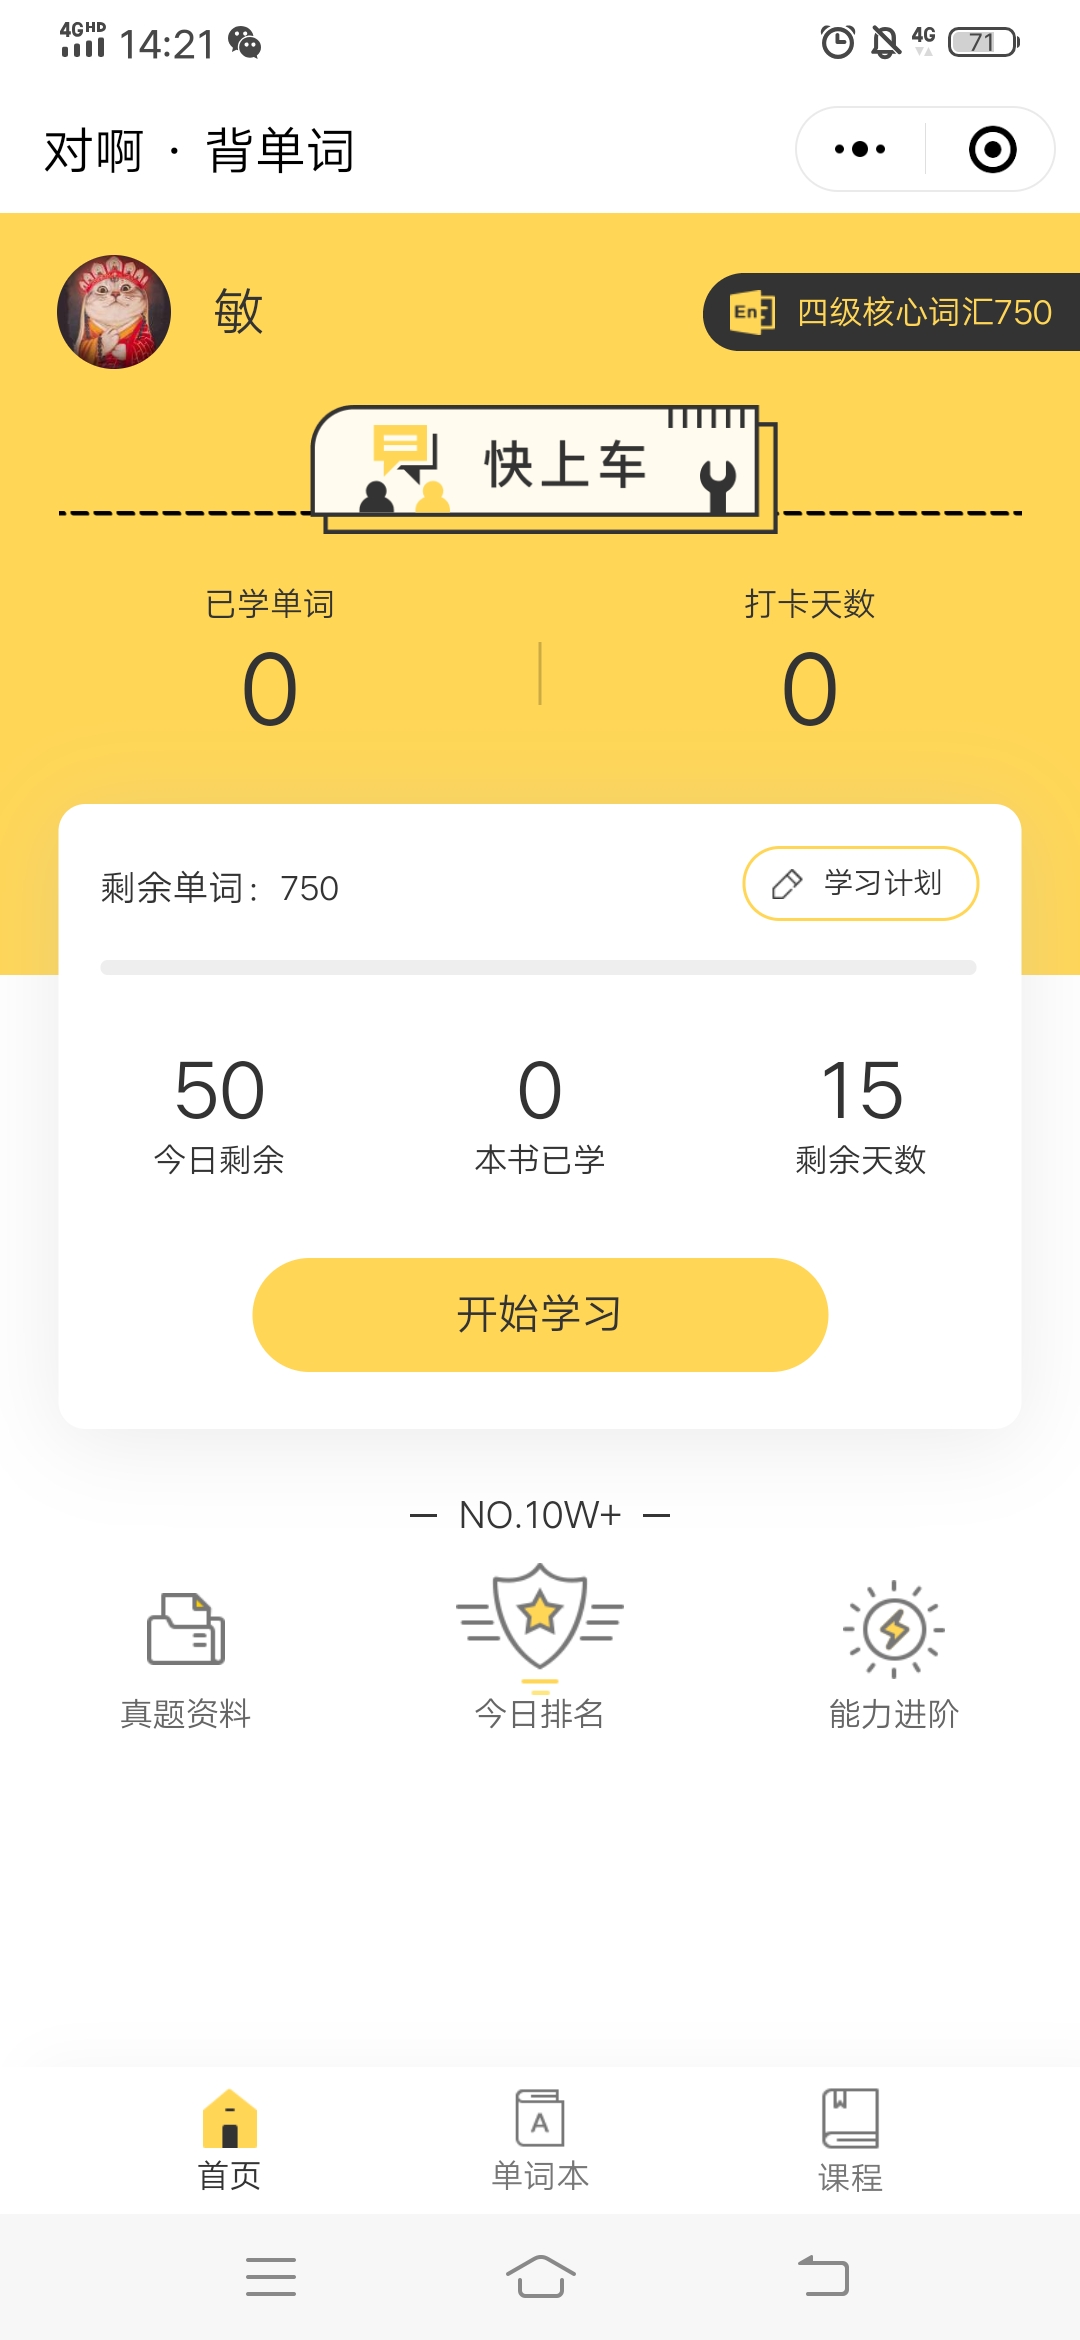 4GHD 14:21 4G 71
对啊 · 背单词
敏
En 四级核心词汇750
快上车
已学单词 打卡天数
0 0
剩余单词：750 学习计划
50 0 15
今日剩余 本书已学 剩余天数
开始学习
— NO.10W+ —
真题资料 今日排名 能力进阶
A
首页 单词本 课程